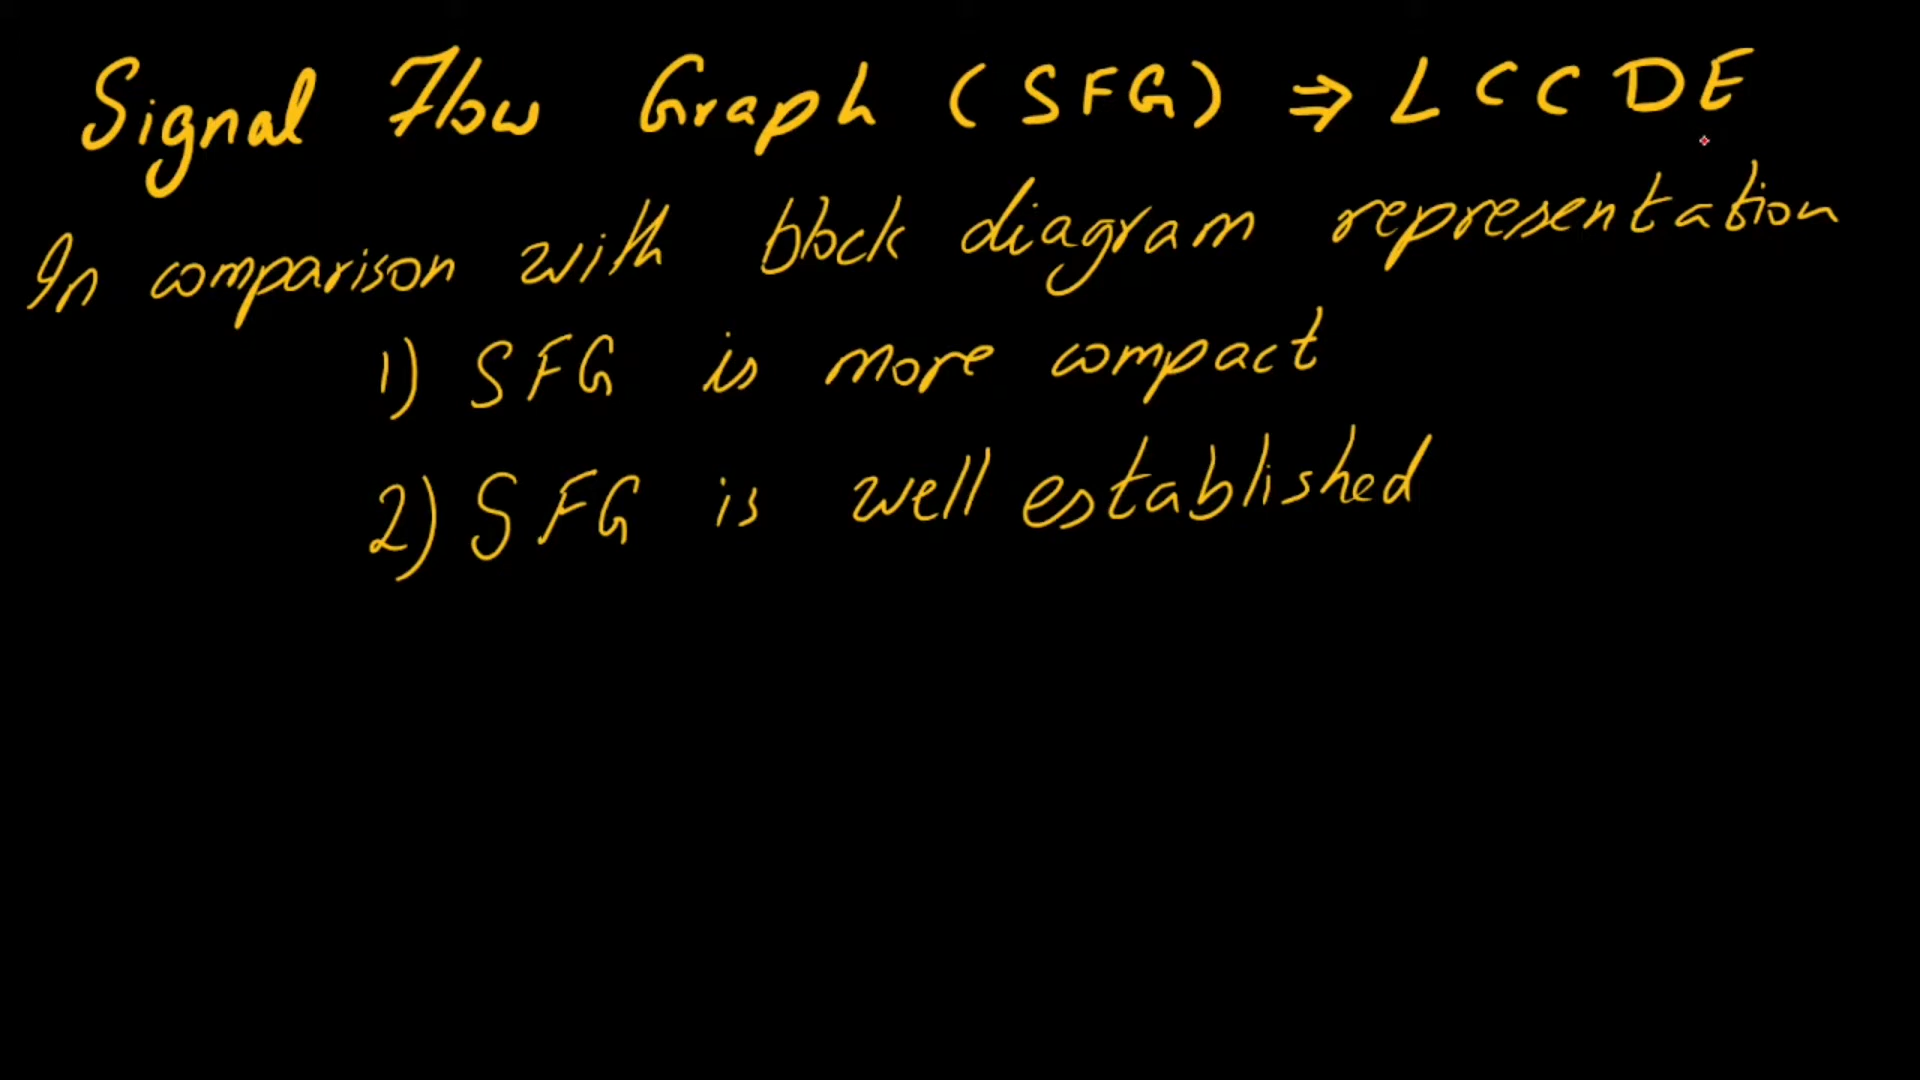 Signal Flow Graph (SFG) ⇒ LCCDE
In comparison with block diagram representation
1) SFG is more compact
2) SFG is well established